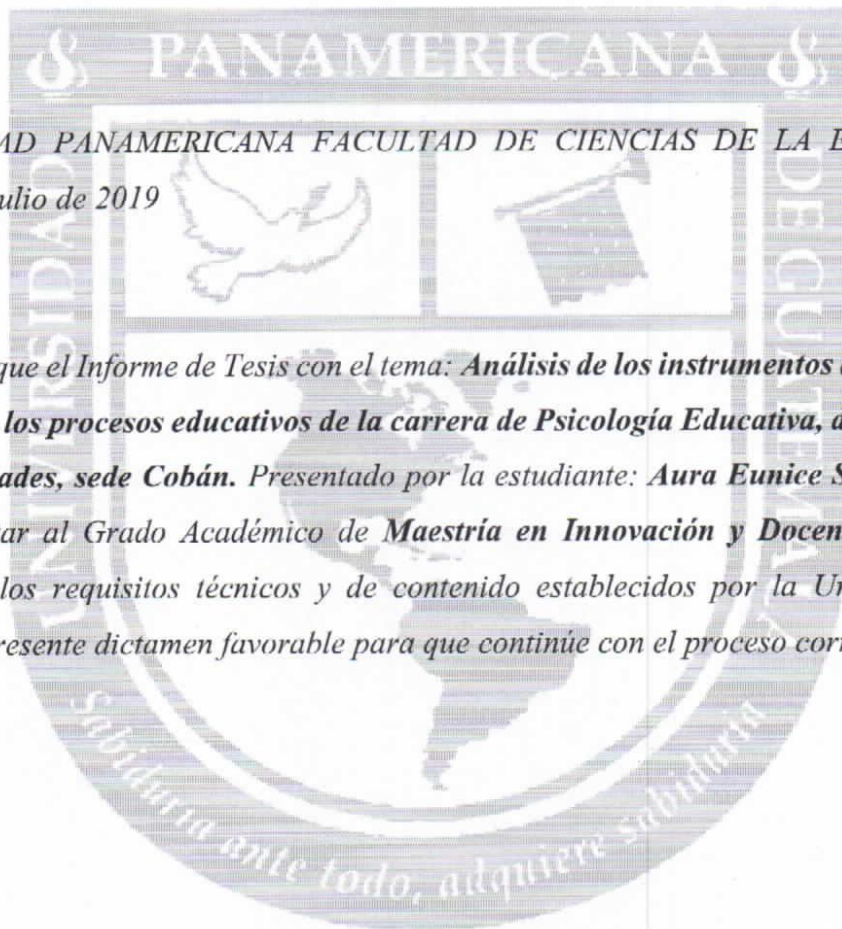 PANAMERICANA
UNIVERSIDAD
DE GUATEMALA
AD PANAMERICANA FACULTAD DE CIENCIAS DE LA E
ulio de 2019
que el Informe de Tesis con el tema: Análisis de los instrumentos
los procesos educativos de la carrera de Psicología Educativa,
ades, sede Cobán. Presentado por la estudiante: Aura Eunice S
ar al Grado Académico de Maestría en Innovación y Docen
los requisitos técnicos y de contenido establecidos por la Un
resente dictamen favorable para que continúe con el proceso corr
Sabiduría ante todo, adquiere sabiduría